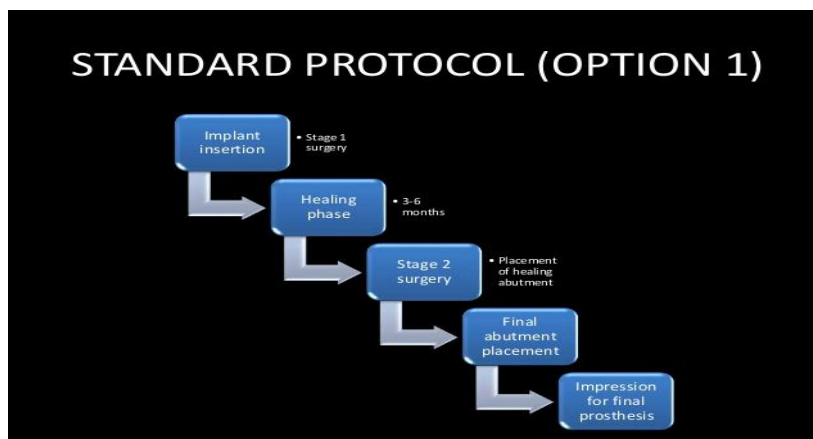 STANDARD PROTOCOL (OPTION 1)
Implant
insertion
• Stage 1
surgery
Healing
phase
• 3-6
months
Stage 2
surgery
• Placement
of healing
abutment
Final
abutment
placement
Impression
for final
prosthesis